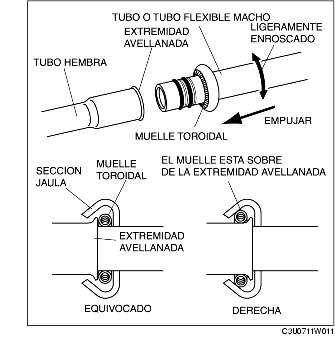 TUBO O TUBO FLEXIBLE MACHO
EXTREMIDAD
AVELLANADA
LIGERAMENTE
ENROSCADO
TUBO HEMBRA
MUELLE TOROIDAL
EMPUJAR
SECCION
JAULA
MUELLE
TOROIDAL
EL MUELLE ESTA SOBRE
DE LA EXTREMIDAD AVELLANADA
EXTREMIDAD
AVELLANADA
EQUIVOCADO
DERECHA
C3U0711W011